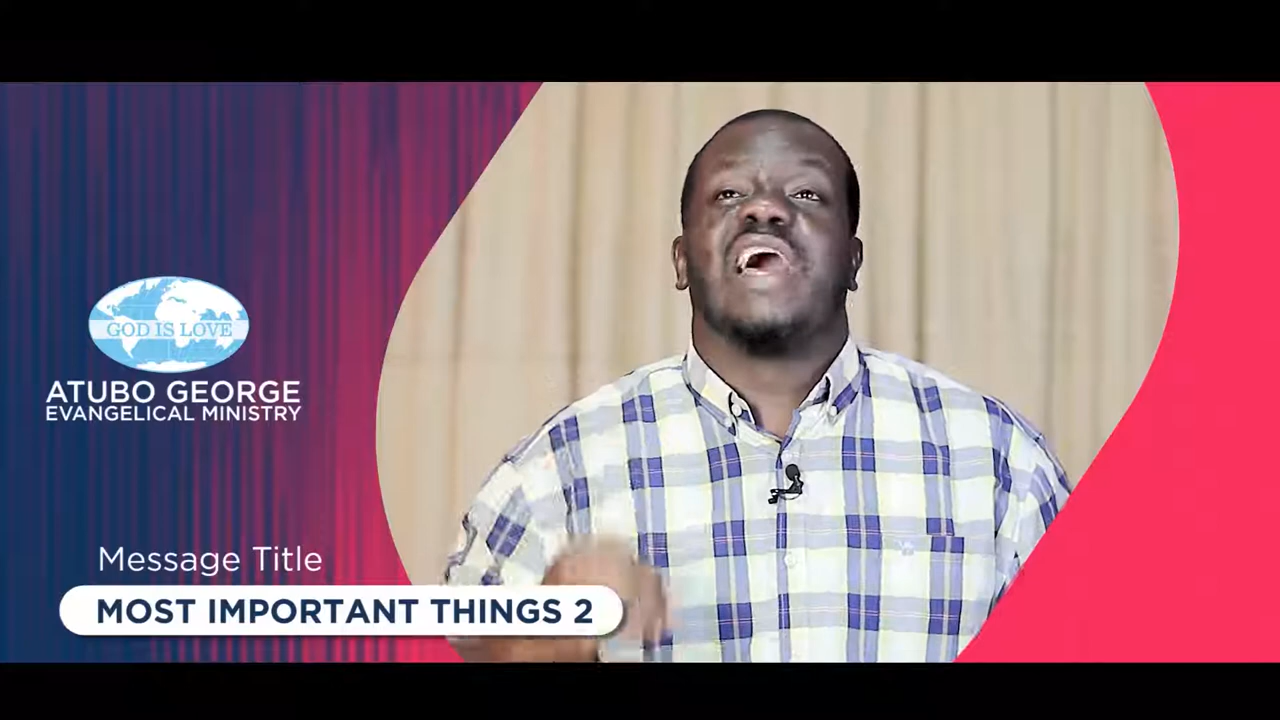 GOD IS LOVE
ATUBO GEORGE
EVANGELICAL MINISTRY
Message Title
MOST IMPORTANT THINGS 2